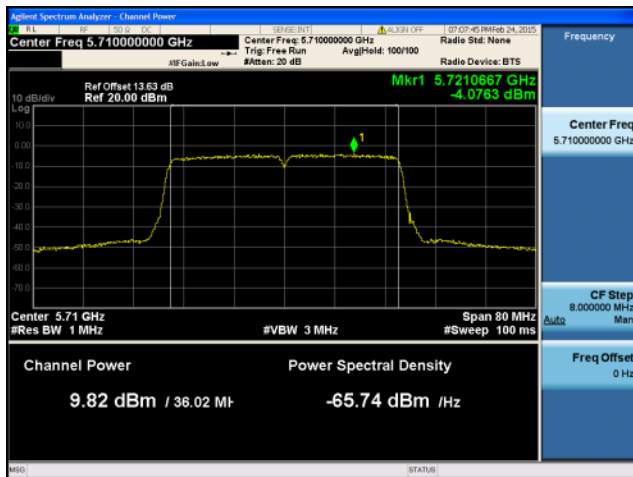 Agilent Spectrum Analyzer - Channel Power
RL RF 50 Ω DC SENSE:INT ALIGN OFF 07:07:45 PM Feb 24, 2015
Center Freq 5.710000000 GHz
Center Freq: 5.710000000 GHz
Radio Std: None
Trig: Free Run Avg|Hold: 100/100
#IFGain:Low #Atten: 20 dB Radio Device: BTS
Ref Offset 13.63 dB
10 dB/div Ref 20.00 dBm
Mkr1 5.7210667 GHz
-4.0763 dBm
Log
10.0
0.00
-10.0
-20.0
-30.0
-40.0
-50.0
-60.0
-70.0
1
Center 5.71 GHz Span 80 MHz
#Res BW 1 MHz #VBW 3 MHz #Sweep 100 ms
Channel Power Power Spectral Density
9.82 dBm / 36.02 MH -65.74 dBm /Hz
MSG STATUS
Frequency
Center Freq
5.710000000 GHz
CF Step
8.000000 MHz
Auto Man
Freq Offset
0 Hz